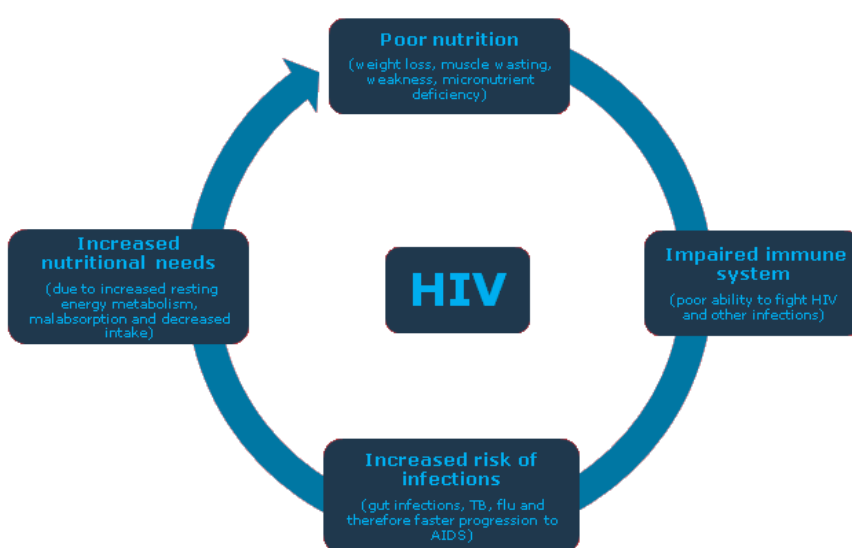 Poor nutrition
(weight loss, muscle wasting,
weakness, micronutrient
deficiency)
Increased
nutritional needs
(due to increased resting
energy metabolism,
malabsorption and decreased
intake)
HIV
Impaired immune
system
(poor ability to fight HIV
and other infections)
Increased risk of
infections
(gut infections, TB, flu and
therefore faster progression to
AIDS)